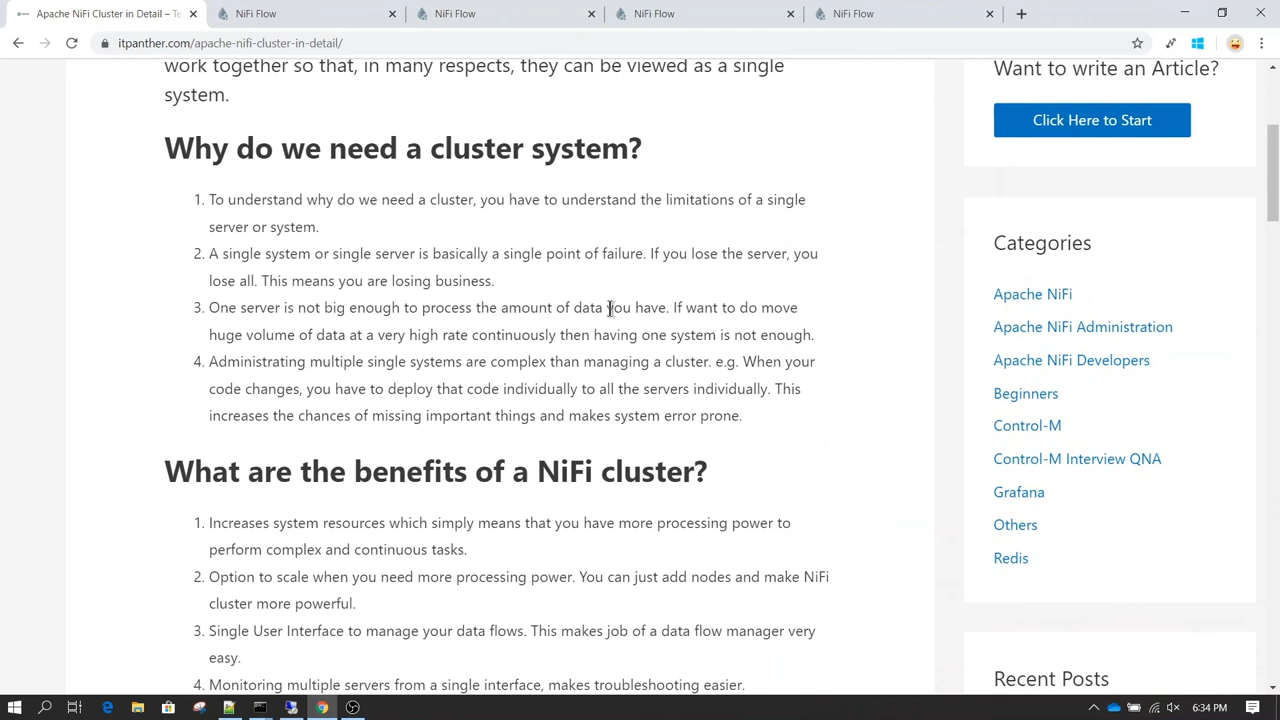 Apache NiFi Cluster in Detail – Te
NiFi Flow
NiFi Flow
NiFi Flow
NiFi Flow
itpanther.com/apache-nifi-cluster-in-detail/
work together so that, in many respects, they can be viewed as a single
system.
Why do we need a cluster system?
1. To understand why do we need a cluster, you have to understand the limitations of a single
server or system.
2. A single system or single server is basically a single point of failure. If you lose the server, you
lose all. This means you are losing business.
3. One server is not big enough to process the amount of data you have. If want to do move
huge volume of data at a very high rate continuously then having one system is not enough.
4. Administrating multiple single systems are complex than managing a cluster. e.g. When your
code changes, you have to deploy that code individually to all the servers individually. This
increases the chances of missing important things and makes system error prone.
What are the benefits of a NiFi cluster?
1. Increases system resources which simply means that you have more processing power to
perform complex and continuous tasks.
2. Option to scale when you need more processing power. You can just add nodes and make NiFi
cluster more powerful.
3. Single User Interface to manage your data flows. This makes job of a data flow manager very
easy.
4. Monitoring multiple servers from a single interface, makes troubleshooting easier.
Want to write an Article?
Click Here to Start
Categories
Apache NiFi
Apache NiFi Administration
Apache NiFi Developers
Beginners
Control-M
Control-M Interview QNA
Grafana
Others
Redis
Recent Posts
6:34 PM